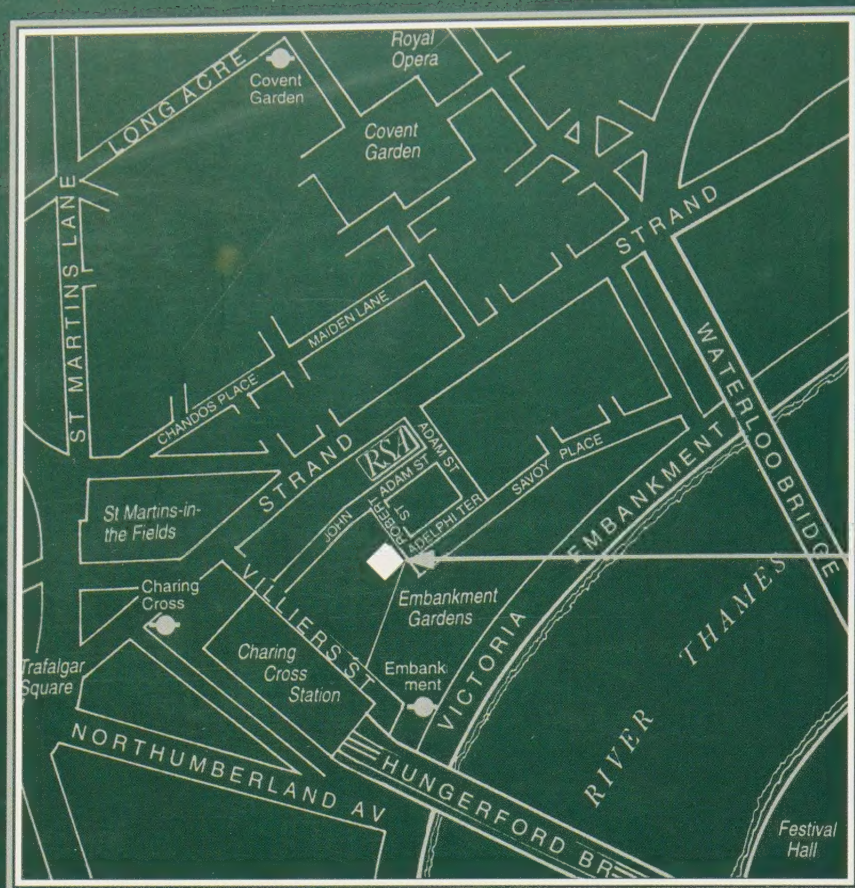 LONG ACRE
Covent
Garden
Royal
Opera
Covent
Garden
ST MARTINS LANE
STRAND
MAIDEN LANE
CHANDOS PLACE
WATERLOO BRIDGE
STRAND
RSA
ADAM ST
JOHN ADAM ST
ROBERT ST
ADELPHI TER
SAVOY PLACE
St Martins-in-
the Fields
VICTORIA EMBANKMENT
Charing
Cross
VILLIERS ST
Embankment
Gardens
RIVER THAMES
Trafalgar
Square
Charing
Cross
Station
Embank
ment
NORTHUMBERLAND AV
HUNGERFORD BR
Festival
Hall